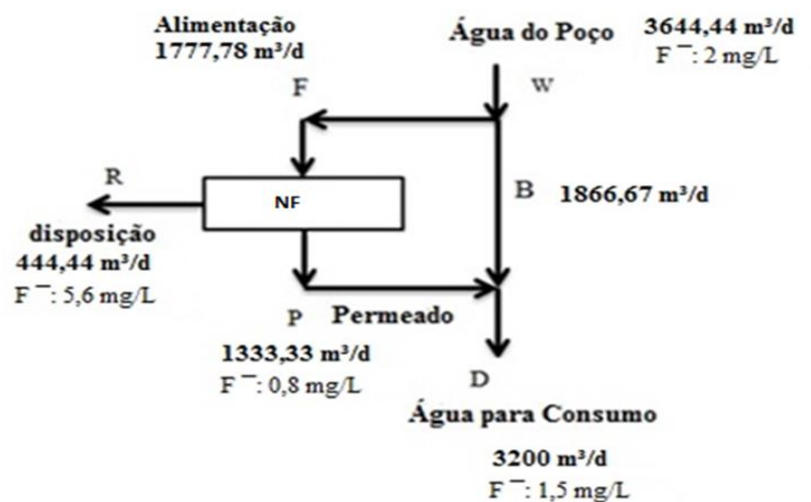 Alimentação
1777,78 m³/d
F
Água do Poço
3644,44 m³/d
F⁻: 2 mg/L
W
R
NF
B
1866,67 m³/d
disposição
444,44 m³/d
F⁻: 5,6 mg/L
P
Permeado
1333,33 m³/d
F⁻: 0,8 mg/L
D
Água para Consumo
3200 m³/d
F⁻: 1,5 mg/L